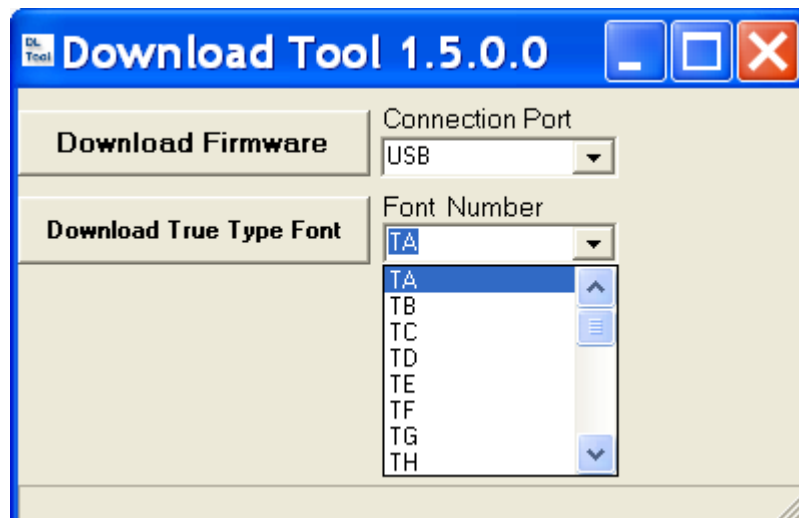 DL Tool
Download Tool 1.5.0.0
Download Firmware
Connection Port
USB
Download True Type Font
Font Number
TA
TA
TB
TC
TD
TE
TF
TG
TH